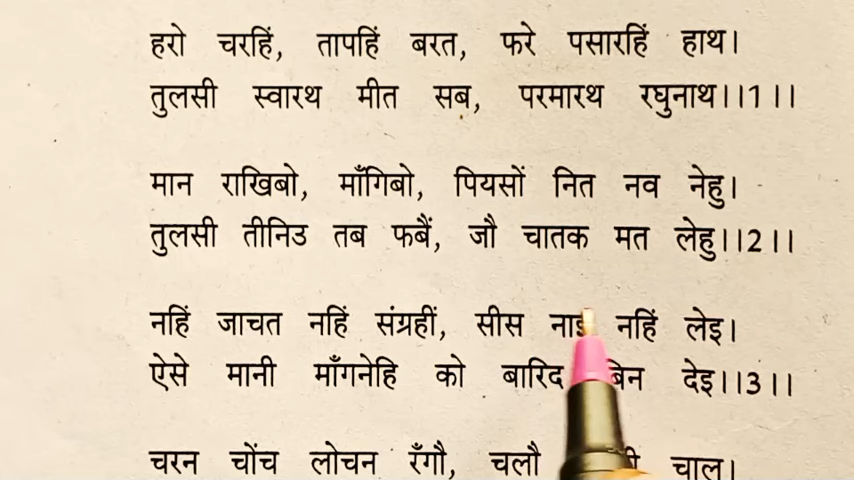 हरो चरहिं, तापहिं बरत, फरे पसारहिं हाथ।
तुलसी स्वारथ मीत सब, परमारथ रघुनाथ।।1।।
मान राखिबो, माँगिबो, पियसों नित नव नेहु।
तुलसी तीनिउ तब फबैं, जौ चातक मत लेहु।।2।।
नहिं जाचत नहिं संग्रहीं, सीस नाइ नहिं लेइ।
ऐसे मानी माँगनेहि को बारिद बिन देइ।।3।।
चरन चोंच लोचन रँगौ, चलौ चाल।